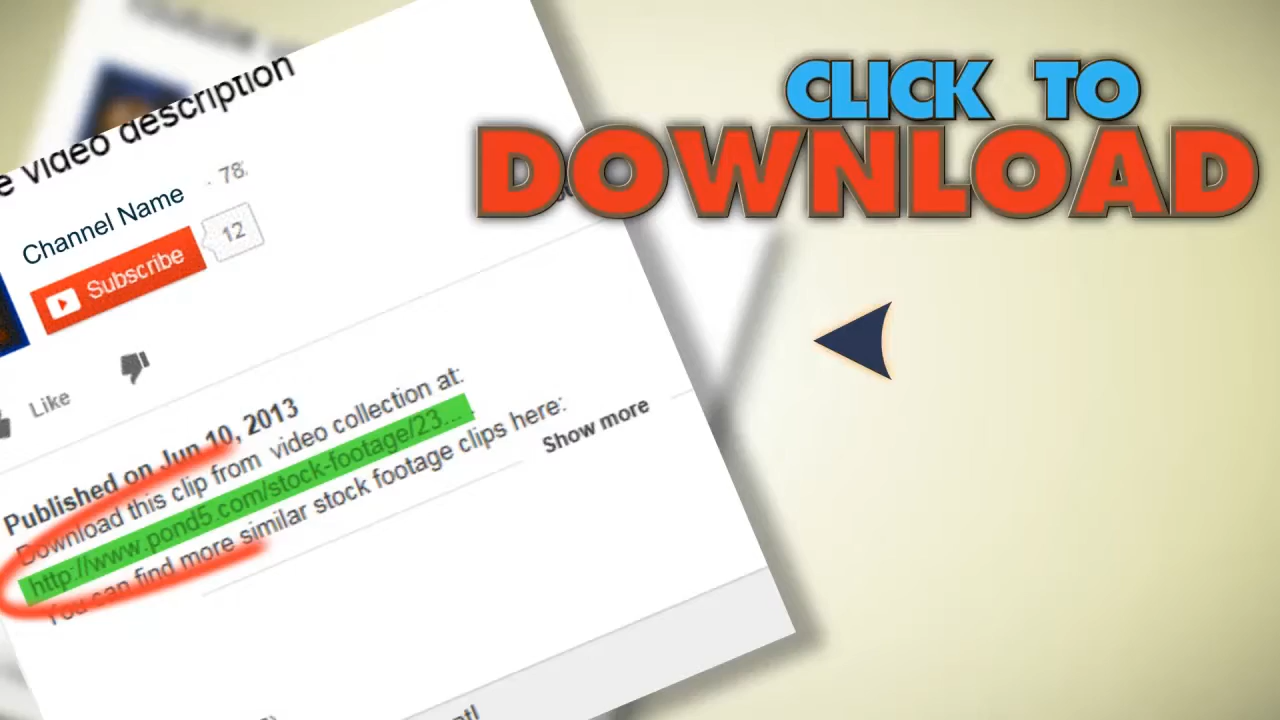 CLICK TO
DOWNLOAD
e video description
Channel Name
Subscribe
12
Like
Published on Jun 10, 2013
Download this clip from video collection at:
http://www.pond5.com/stock-footage/23...
You can find more similar stock footage clips here:
Show more